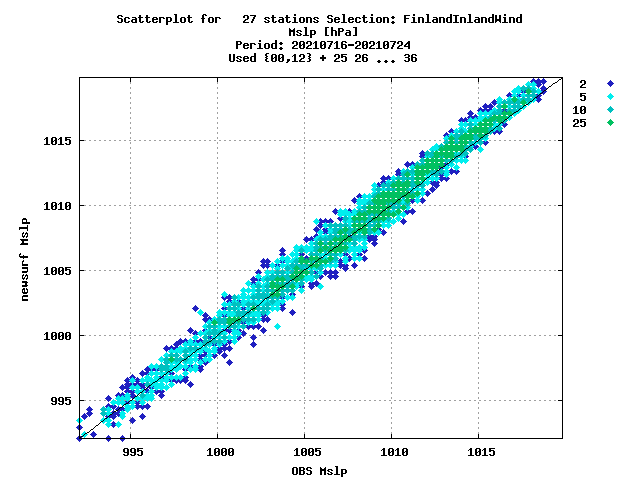 Scatterplot for   27 stations Selection: FinlandInlandWind
Mslp [hPa]
Period: 20210716-20210724
Used {00,12} + 25 26 ... 36
2
5
10
25
newsurf Mslp
1015
1010
1005
1000
995
995 1000 1005 1010 1015
OBS Mslp